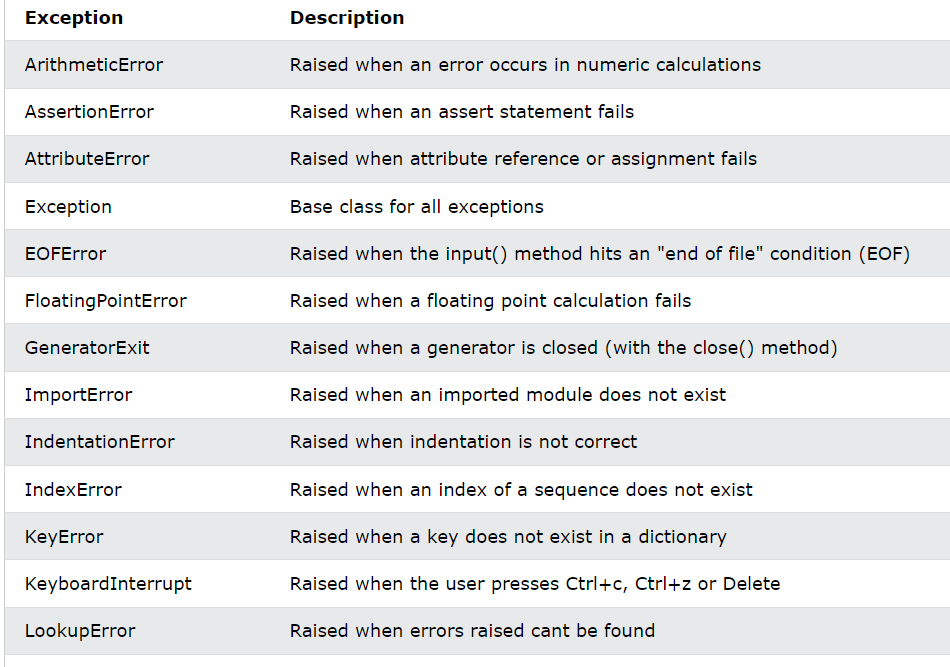 Exception Description
ArithmeticError Raised when an error occurs in numeric calculations
AssertionError Raised when an assert statement fails
AttributeError Raised when attribute reference or assignment fails
Exception Base class for all exceptions
EOFError Raised when the input() method hits an "end of file" condition (EOF)
FloatingPointError Raised when a floating point calculation fails
GeneratorExit Raised when a generator is closed (with the close() method)
ImportError Raised when an imported module does not exist
IndentationError Raised when indentation is not correct
IndexError Raised when an index of a sequence does not exist
KeyError Raised when a key does not exist in a dictionary
KeyboardInterrupt Raised when the user presses Ctrl+c, Ctrl+z or Delete
LookupError Raised when errors raised cant be found